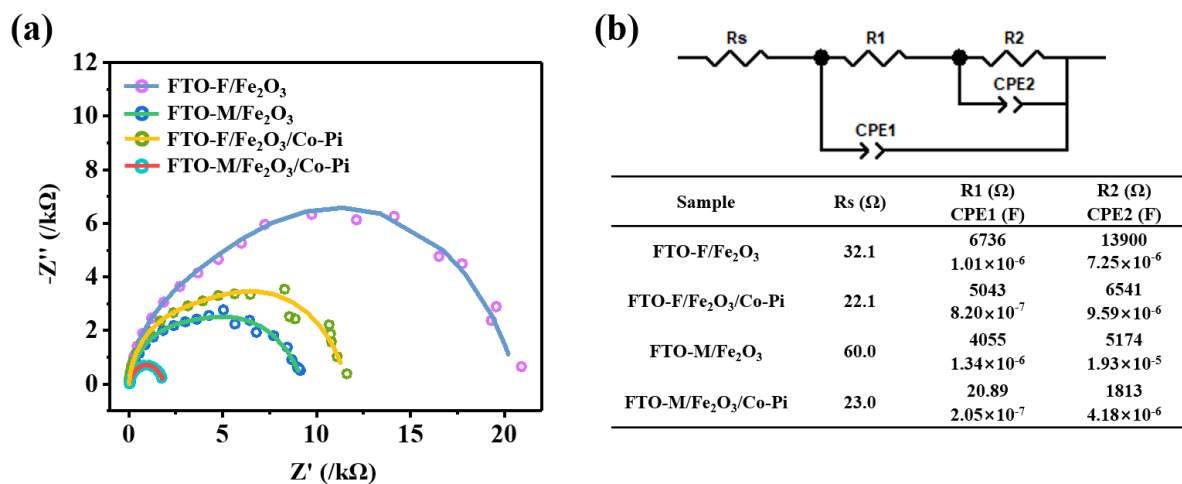 (a)
12
10
8
6
4
2
0
-Z'' (/kΩ)
FTO-F/Fe₂O₃
FTO-M/Fe₂O₃
FTO-F/Fe₂O₃/Co-Pi
FTO-M/Fe₂O₃/Co-Pi
0 5 10 15 20
Z' (/kΩ)
(b)
Rs R1 R2
CPE2
CPE1
Sample Rs (Ω) R1 (Ω) R2 (Ω)
CPE1 (F) CPE2 (F)
FTO-F/Fe₂O₃ 32.1 6736 13900
1.01×10⁻⁶ 7.25×10⁻⁶
FTO-F/Fe₂O₃/Co-Pi 22.1 5043 6541
8.20×10⁻⁷ 9.59×10⁻⁶
FTO-M/Fe₂O₃ 60.0 4055 5174
1.34×10⁻⁶ 1.93×10⁻⁵
FTO-M/Fe₂O₃/Co-Pi 23.0 20.89 1813
2.05×10⁻⁷ 4.18×10⁻⁶